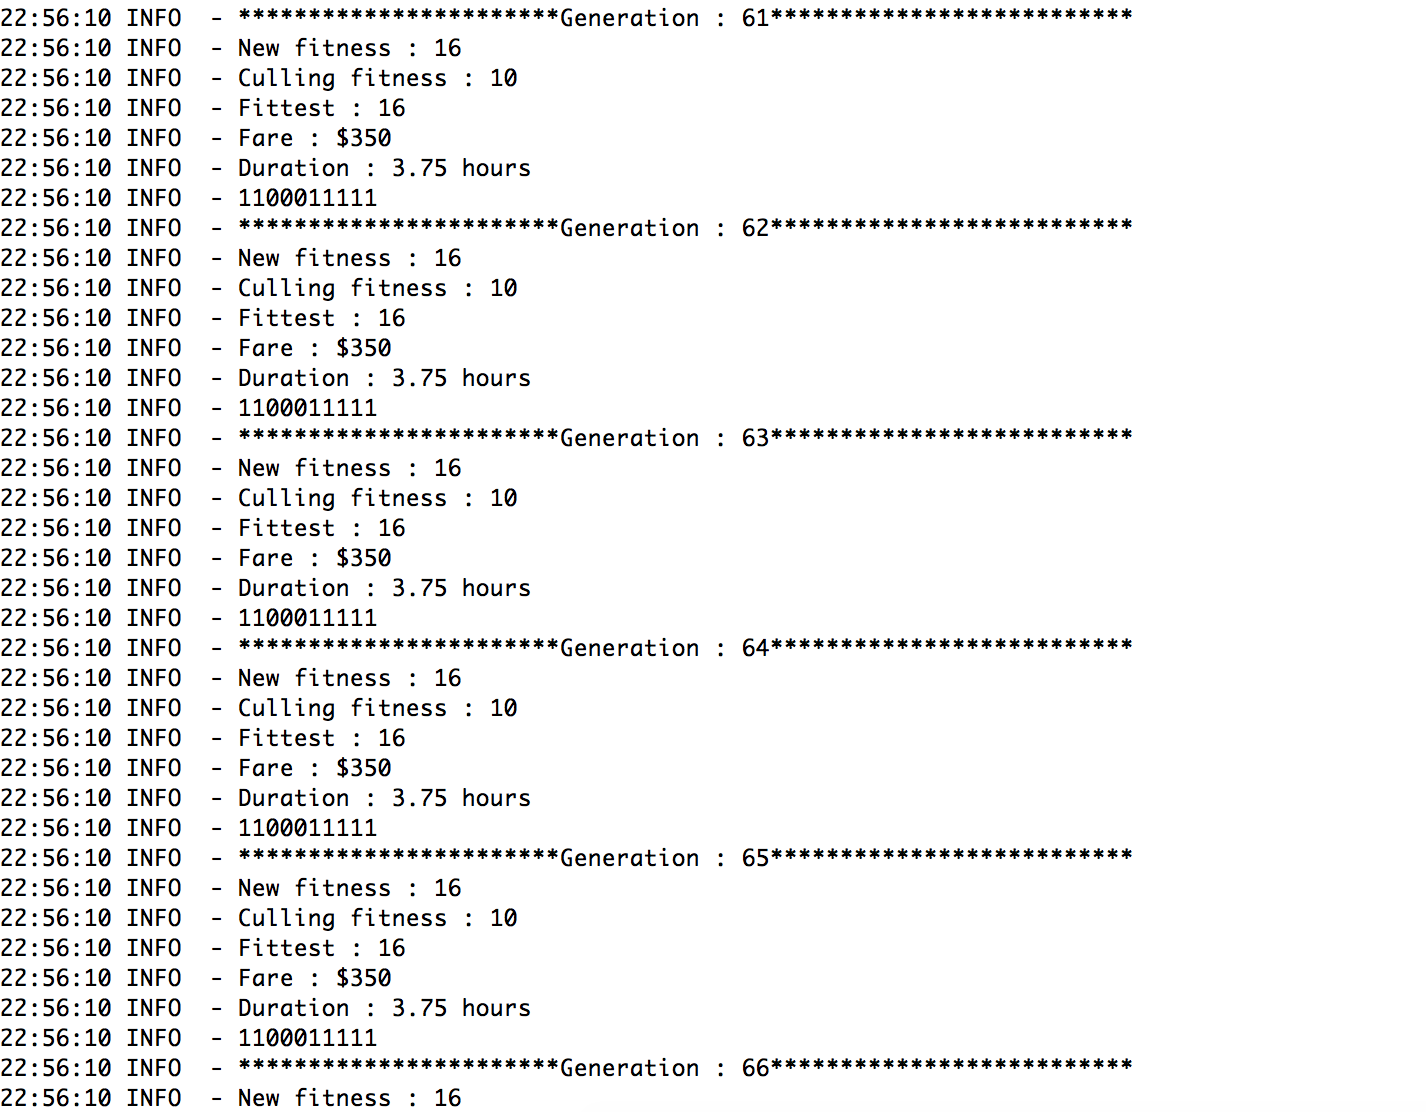 22:56:10 INFO  - ***********************Generation : 61**************************
22:56:10 INFO  - New fitness : 16
22:56:10 INFO  - Culling fitness : 10
22:56:10 INFO  - Fittest : 16
22:56:10 INFO  - Fare : $350
22:56:10 INFO  - Duration : 3.75 hours
22:56:10 INFO  - 1100011111
22:56:10 INFO  - ***********************Generation : 62**************************
22:56:10 INFO  - New fitness : 16
22:56:10 INFO  - Culling fitness : 10
22:56:10 INFO  - Fittest : 16
22:56:10 INFO  - Fare : $350
22:56:10 INFO  - Duration : 3.75 hours
22:56:10 INFO  - 1100011111
22:56:10 INFO  - ***********************Generation : 63**************************
22:56:10 INFO  - New fitness : 16
22:56:10 INFO  - Culling fitness : 10
22:56:10 INFO  - Fittest : 16
22:56:10 INFO  - Fare : $350
22:56:10 INFO  - Duration : 3.75 hours
22:56:10 INFO  - 1100011111
22:56:10 INFO  - ***********************Generation : 64**************************
22:56:10 INFO  - New fitness : 16
22:56:10 INFO  - Culling fitness : 10
22:56:10 INFO  - Fittest : 16
22:56:10 INFO  - Fare : $350
22:56:10 INFO  - Duration : 3.75 hours
22:56:10 INFO  - 1100011111
22:56:10 INFO  - ***********************Generation : 65**************************
22:56:10 INFO  - New fitness : 16
22:56:10 INFO  - Culling fitness : 10
22:56:10 INFO  - Fittest : 16
22:56:10 INFO  - Fare : $350
22:56:10 INFO  - Duration : 3.75 hours
22:56:10 INFO  - 1100011111
22:56:10 INFO  - ***********************Generation : 66**************************
22:56:10 INFO  - New fitness : 16